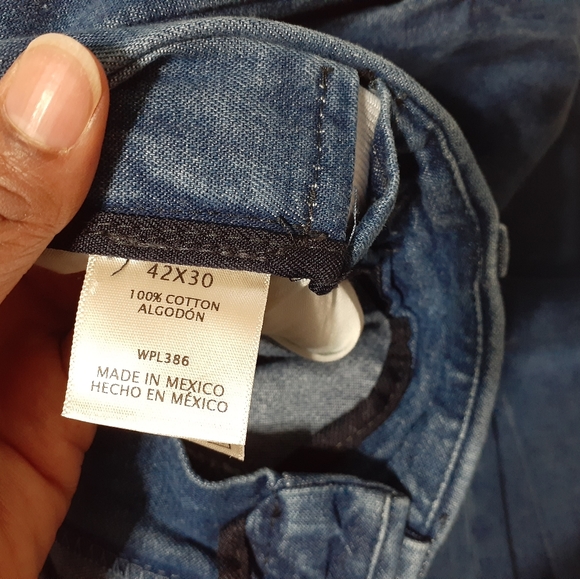 42X30
100% COTTON
ALGODÓN
WPL386
MADE IN MEXICO
HECHO EN MÉXICO